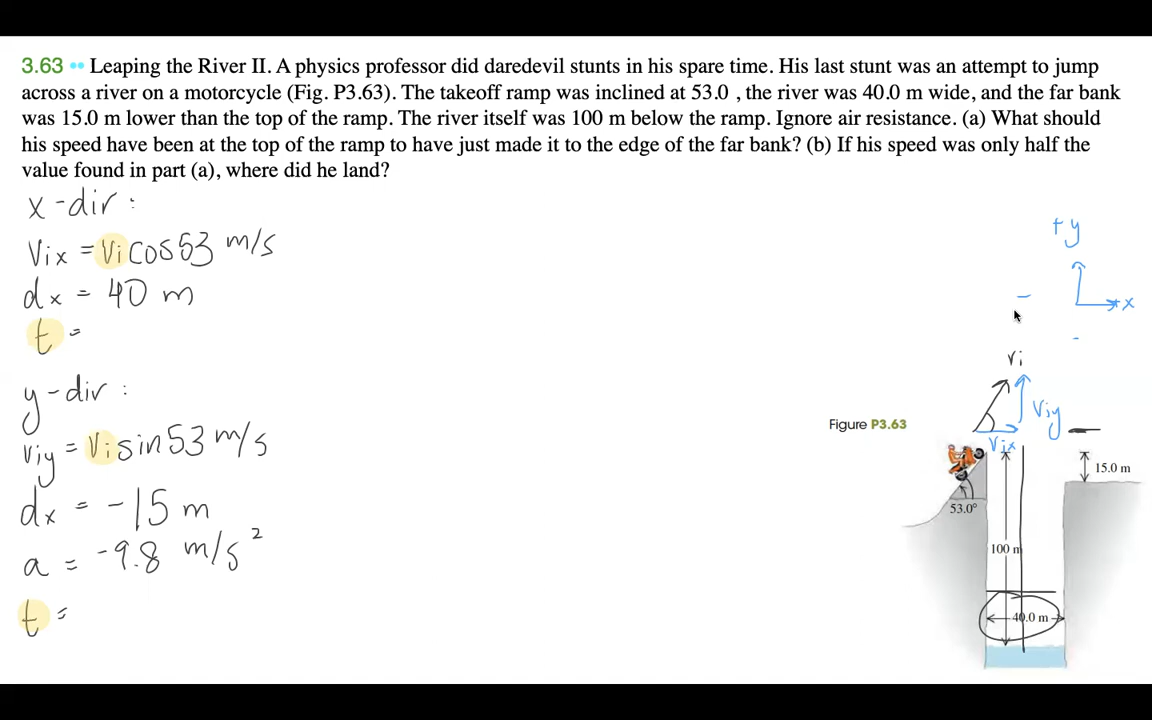 3.63 •• Leaping the River II. A physics professor did daredevil stunts in his spare time. His last stunt was an attempt to jump
across a river on a motorcycle (Fig. P3.63). The takeoff ramp was inclined at 53.0 , the river was 40.0 m wide, and the far bank
was 15.0 m lower than the top of the ramp. The river itself was 100 m below the ramp. Ignore air resistance. (a) What should
his speed have been at the top of the ramp to have just made it to the edge of the far bank? (b) If his speed was only half the
value found in part (a), where did he land?
x-dir :
Vix = Vi cos 53 m/s
dx = 40 m
t =
y-dir :
Viy = Vi sin 53 m/s
dx = -15 m
a = -9.8 m/s²
t =
+y
- x
-
Vi
Viy
Figure P3.63
Vix
15.0 m
53.0°
100 m
40.0 m